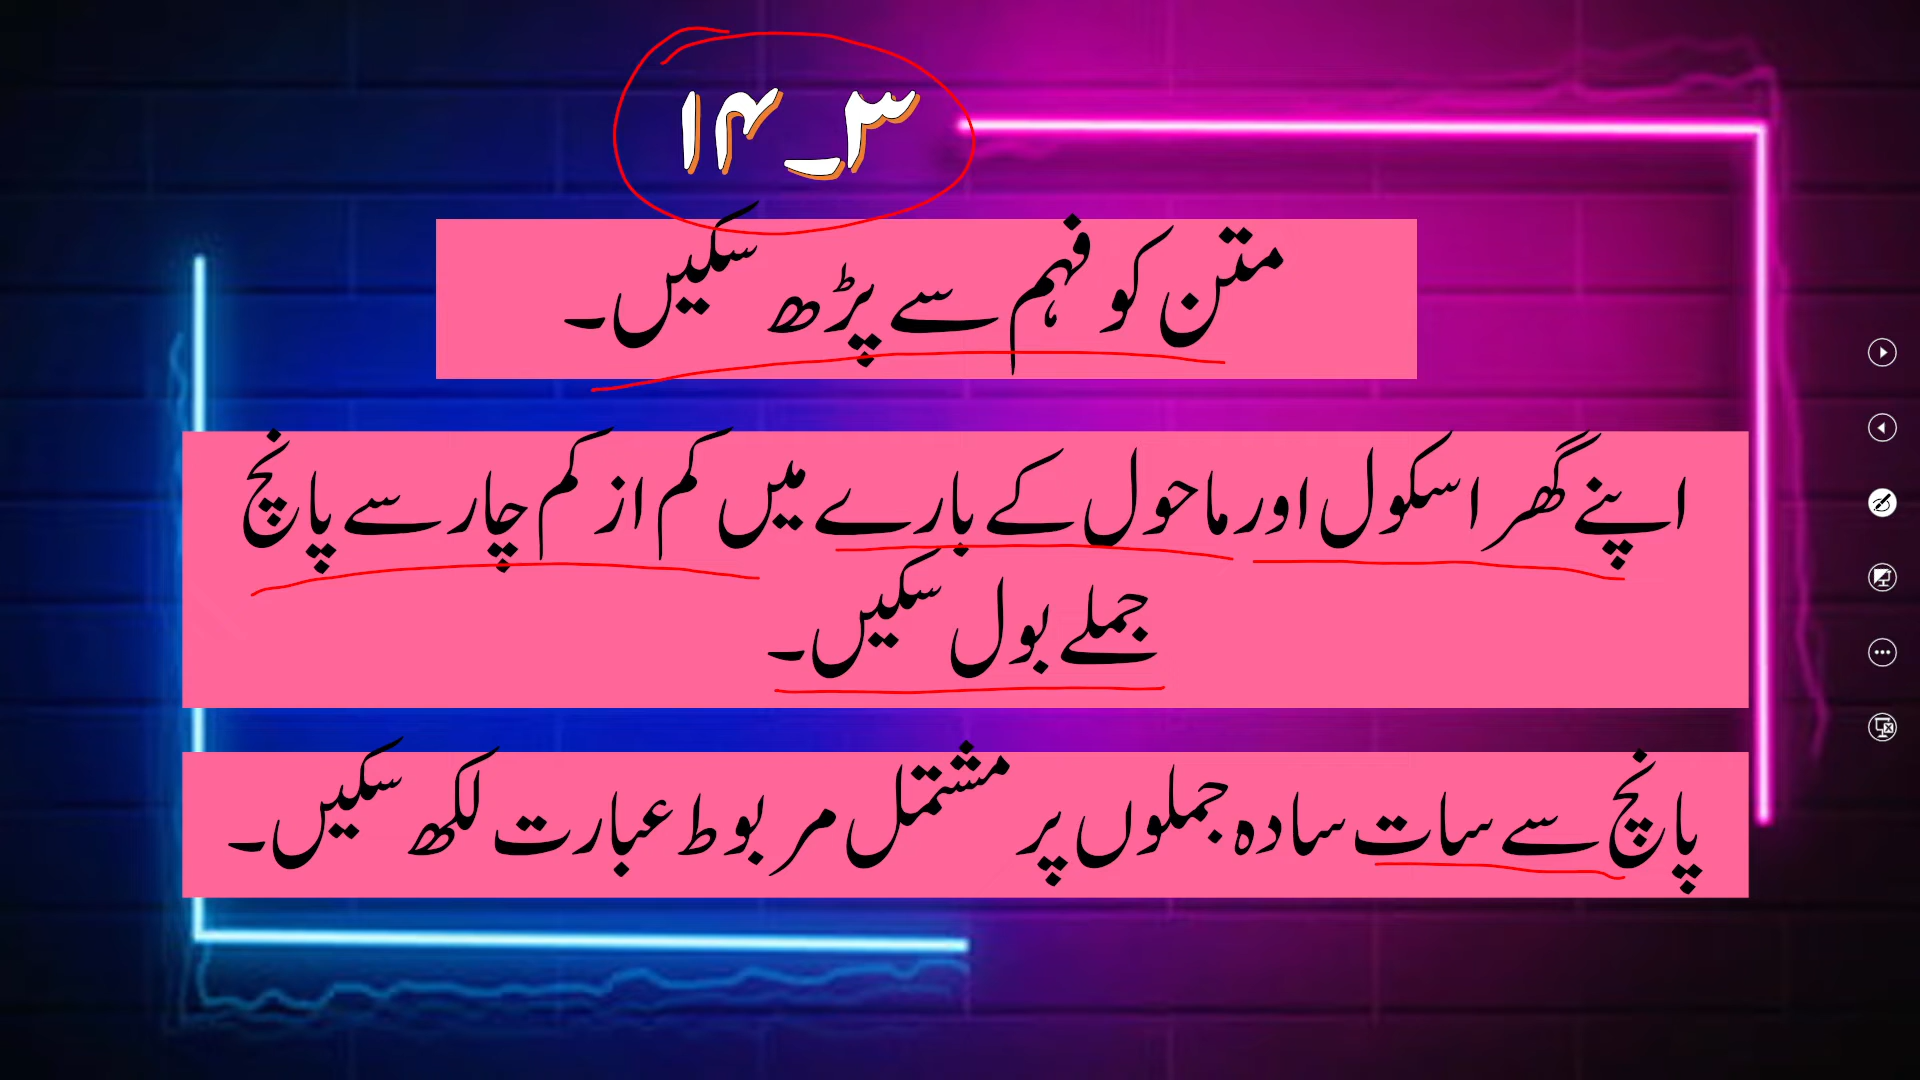 ۱۴_۳
متن کو فہم سے پڑھ سکیں۔
اپنے گھر اسکول اور ماحول کے بارے میں کم از کم چار سے پانچ
جملے بول سکیں۔
پانچ سے سات سادہ جملوں پر مشتمل مربوط عبارت لکھ سکیں۔